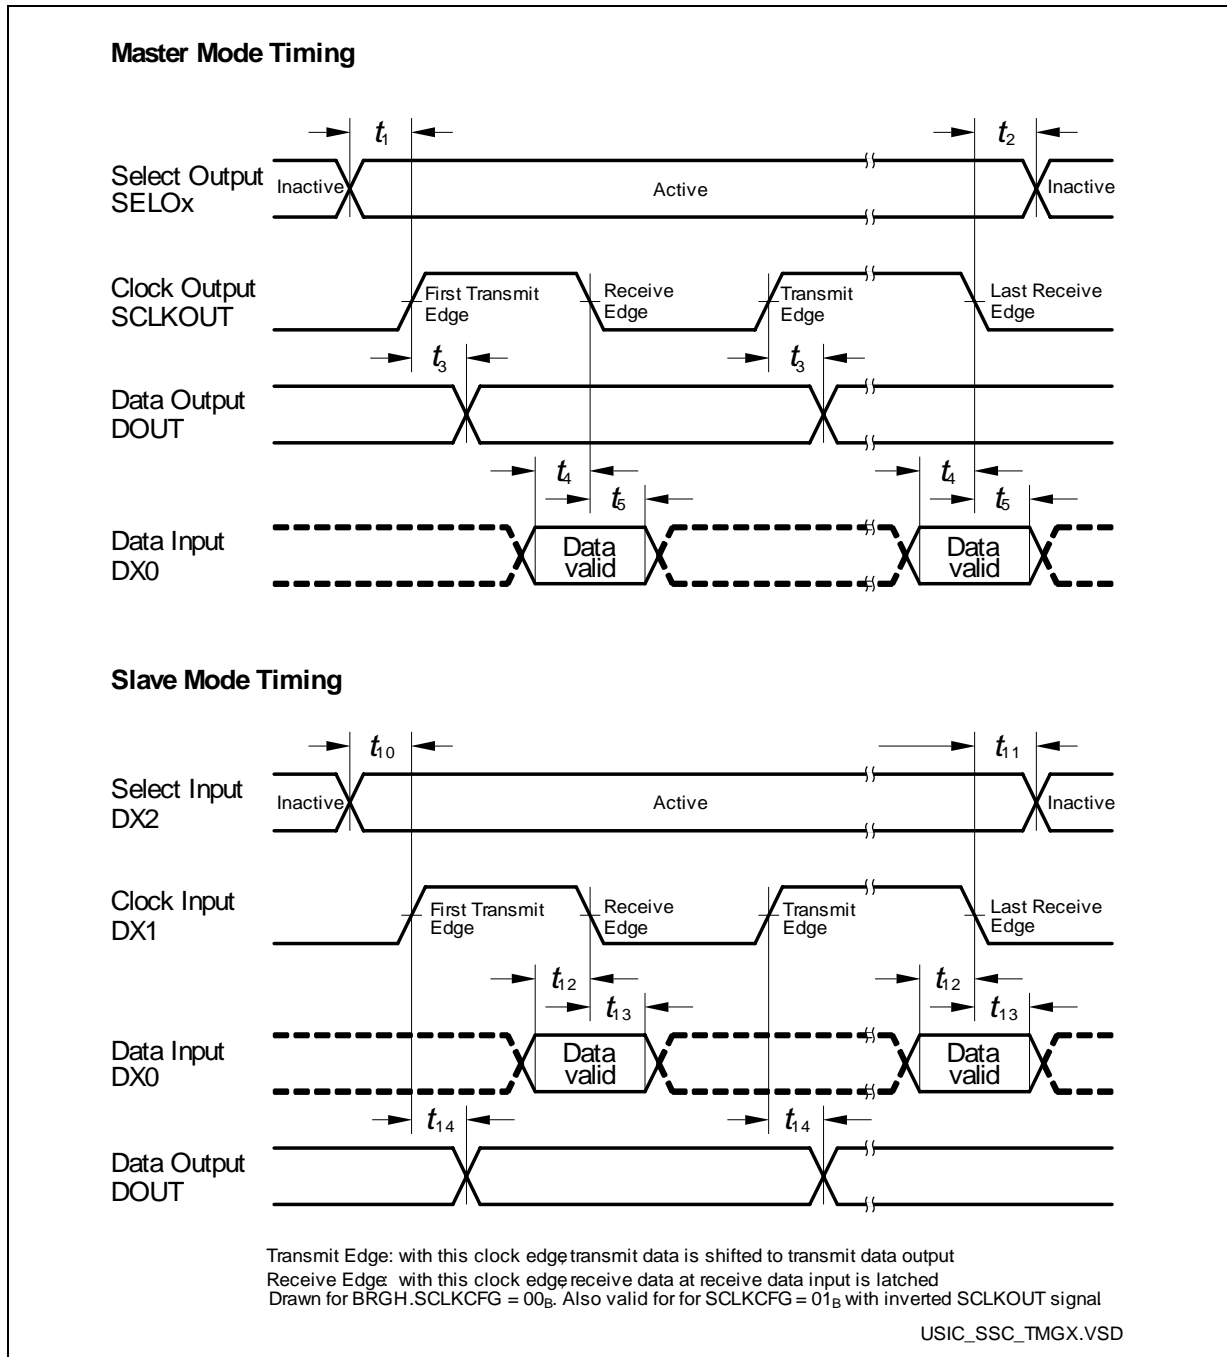 Master Mode Timing
t1
t2
Select Output
SELOx
Inactive
Active
Inactive
Clock Output
SCLKOUT
First Transmit
Edge
Receive
Edge
Transmit
Edge
Last Receive
Edge
t3
t3
Data Output
DOUT
t4
t5
t4
t5
Data Input
DX0
Data
valid
Data
valid
Slave Mode Timing
t10
t11
Select Input
DX2
Inactive
Active
Inactive
Clock Input
DX1
First Transmit
Edge
Receive
Edge
Transmit
Edge
Last Receive
Edge
t12
t13
t12
t13
Data Input
DX0
Data
valid
Data
valid
t14
t14
Data Output
DOUT
Transmit Edge: with this clock edge, transmit data is shifted to transmit data output
Receive Edge: with this clock edge, receive data at receive data input is latched
Drawn for BRGH.SCLKCFG = 00B. Also valid for for SCLKCFG = 01B with inverted SCLKOUT signal.
USIC_SSC_TMGX.VSD